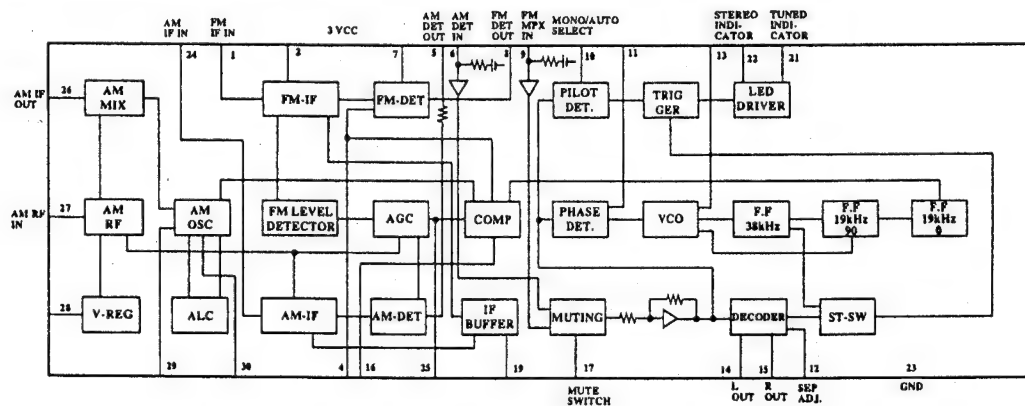 AM
IF IN
FM
IF IN
3 VCC
AM
DET
OUT
AM
DET
IN
FM
DET
OUT
FM
MPX
IN
MONO/AUTO
SELECT
STEREO
INDI-
CATOR
TUNED
INDI-
CATOR
24
1
2
7
5
6
8
9
10
11
13
22
21
AM IF
OUT
26
AM
MIX
FM-IF
FM-DET
PILOT
DET.
TRIG
GER
LED
DRIVER
AM RF
IN
27
AM
RF
AM
OSC
FM LEVEL
DETECTOR
AGC
COMP
PHASE
DET.
VCO
F.F
38kHz
F.F
19kHz
90
F.F
19kHz
0
28
V-REG
ALC
AM-IF
AM-DET
IF
BUFFER
MUTING
DECODER
ST-SW
29
30
4
16
25
19
17
14
15
12
23
MUTE
SWITCH
L
OUT
R
OUT
SEP
ADJ.
GND